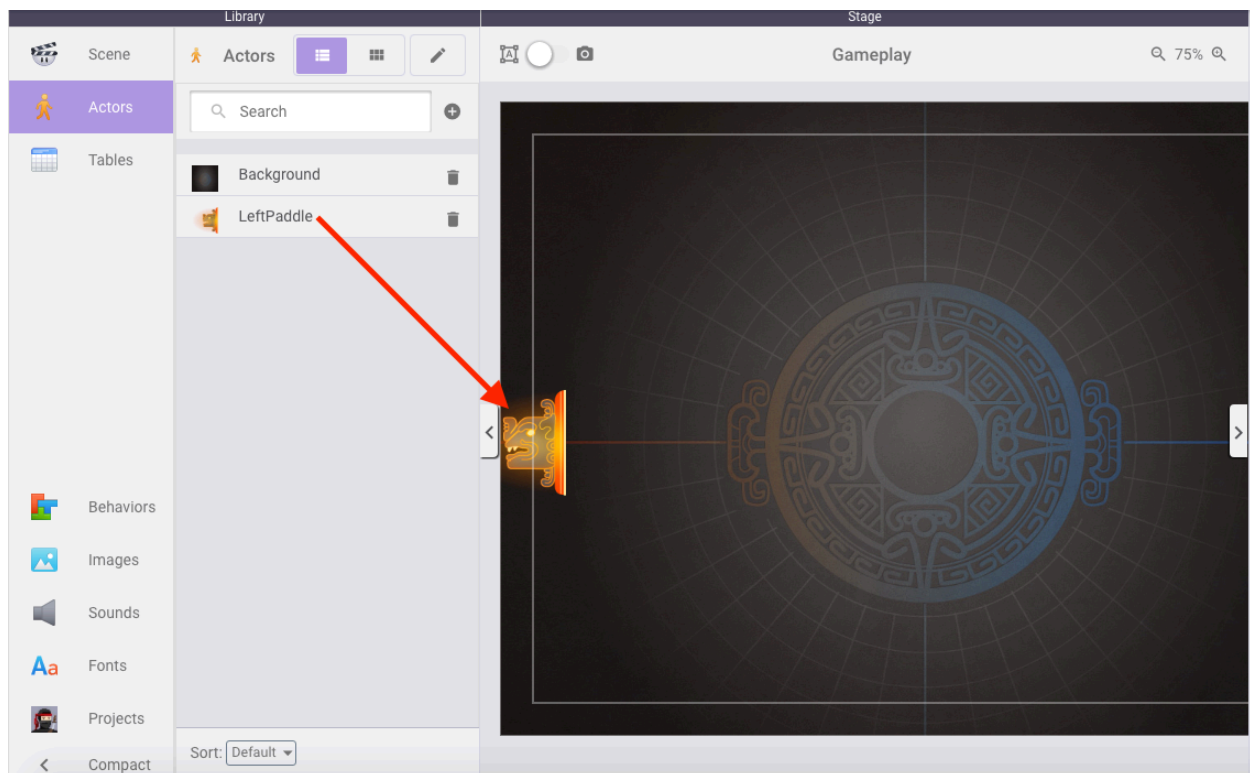 Library
Stage
Scene
Actors
Tables
Behaviors
Images
Sounds
Fonts
Projects
Compact
Actors
Search
Background
LeftPaddle
Sort: Default
A
Gameplay
75%
Aa